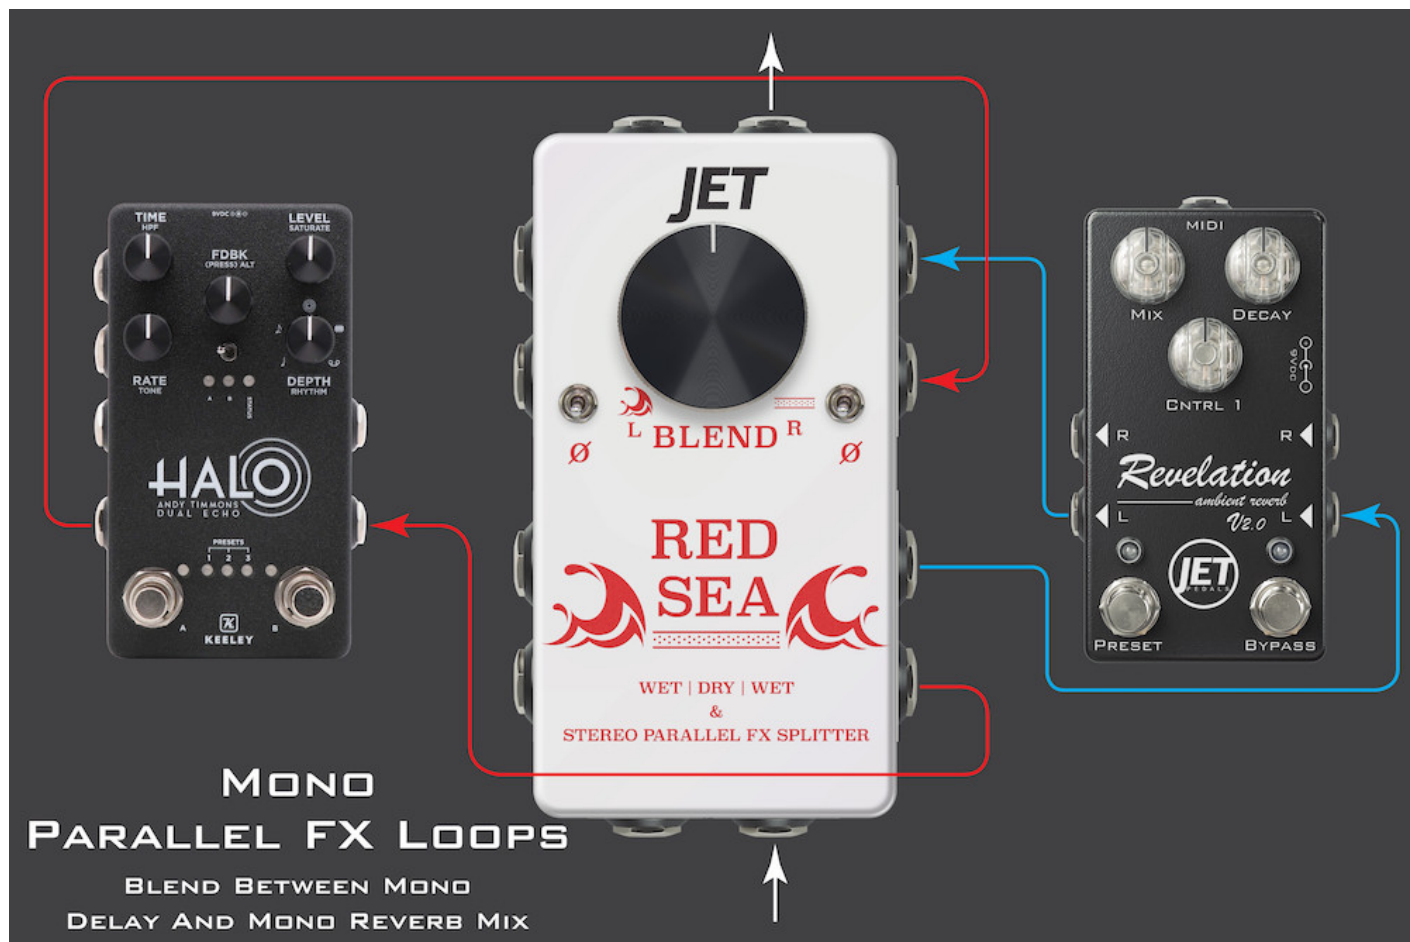 TIME
HPF
9VDC
LEVEL
SATURATE
FDBK
(PRESS) ALT
RATE
TONE
DEPTH
RHYTHM
A
B
STATUS
HALO
ANDY TIMMONS
DUAL ECHO
PRESETS
1 2 3
A
B
KEELEY
JET
L BLEND R
Ø Ø
RED
SEA
WET | DRY | WET
&
STEREO PARALLEL FX SPLITTER
MIDI
MIX
DECAY
CNTRL 1
9VDC
R R
Revelation
ambient reverb
L V2.0 L
JET
PEDALS
PRESET
BYPASS
MONO
PARALLEL FX LOOPS
BLEND BETWEEN MONO
DELAY AND MONO REVERB MIX